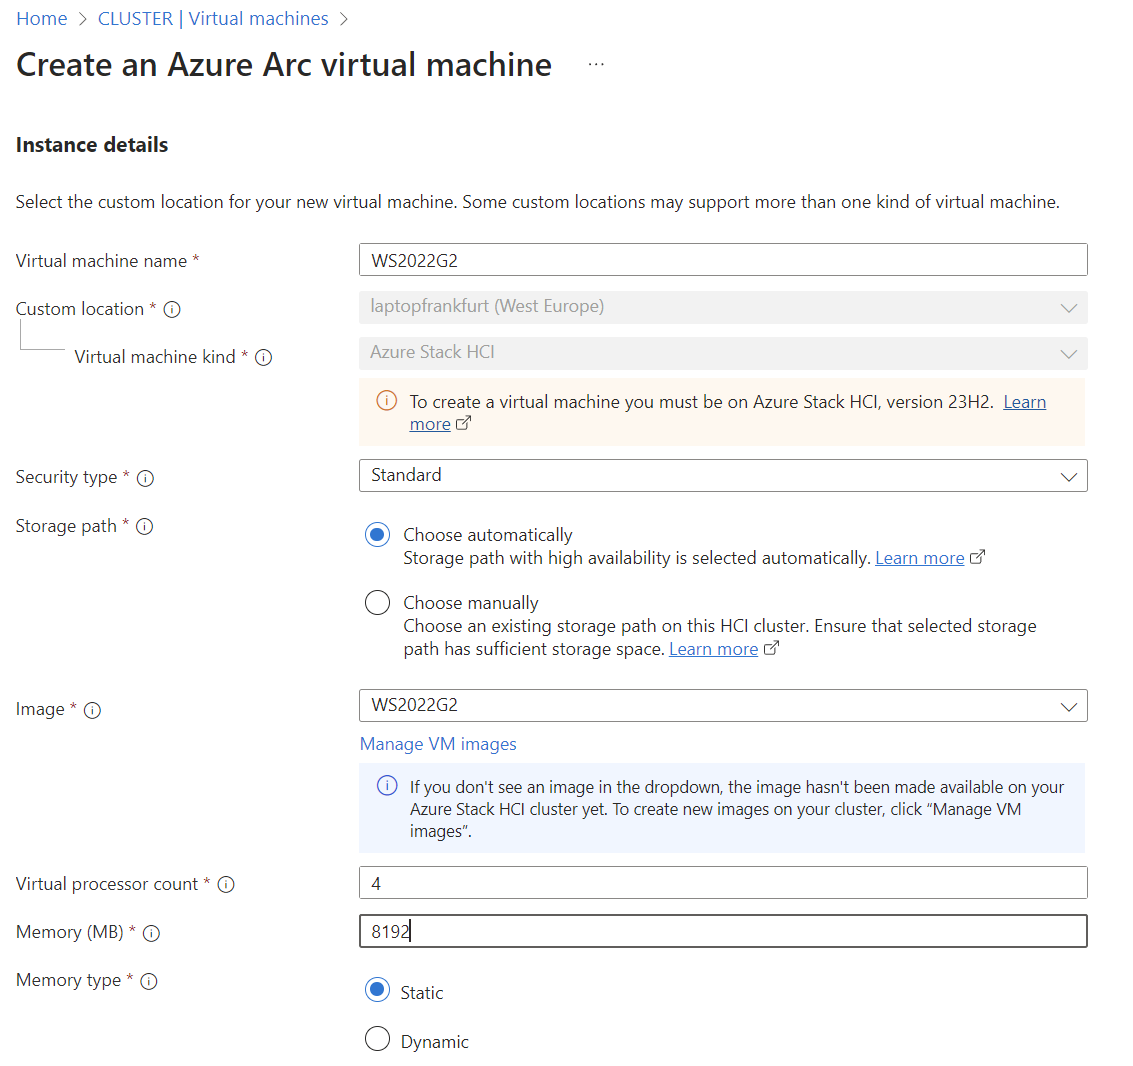 Home > CLUSTER | Virtual machines >
Create an Azure Arc virtual machine ...
Instance details
Select the custom location for your new virtual machine. Some custom locations may support more than one kind of virtual machine.
Virtual machine name *
WS2022G2
Custom location *
laptopfrankfurt (West Europe)
Virtual machine kind *
Azure Stack HCI
To create a virtual machine you must be on Azure Stack HCI, version 23H2. Learn
more
Security type *
Standard
Storage path *
Choose automatically
Storage path with high availability is selected automatically. Learn more
Choose manually
Choose an existing storage path on this HCI cluster. Ensure that selected storage
path has sufficient storage space. Learn more
Image *
WS2022G2
Manage VM images
If you don't see an image in the dropdown, the image hasn't been made available on your
Azure Stack HCI cluster yet. To create new images on your cluster, click “Manage VM
images”.
Virtual processor count *
4
Memory (MB) *
8192
Memory type *
Static
Dynamic